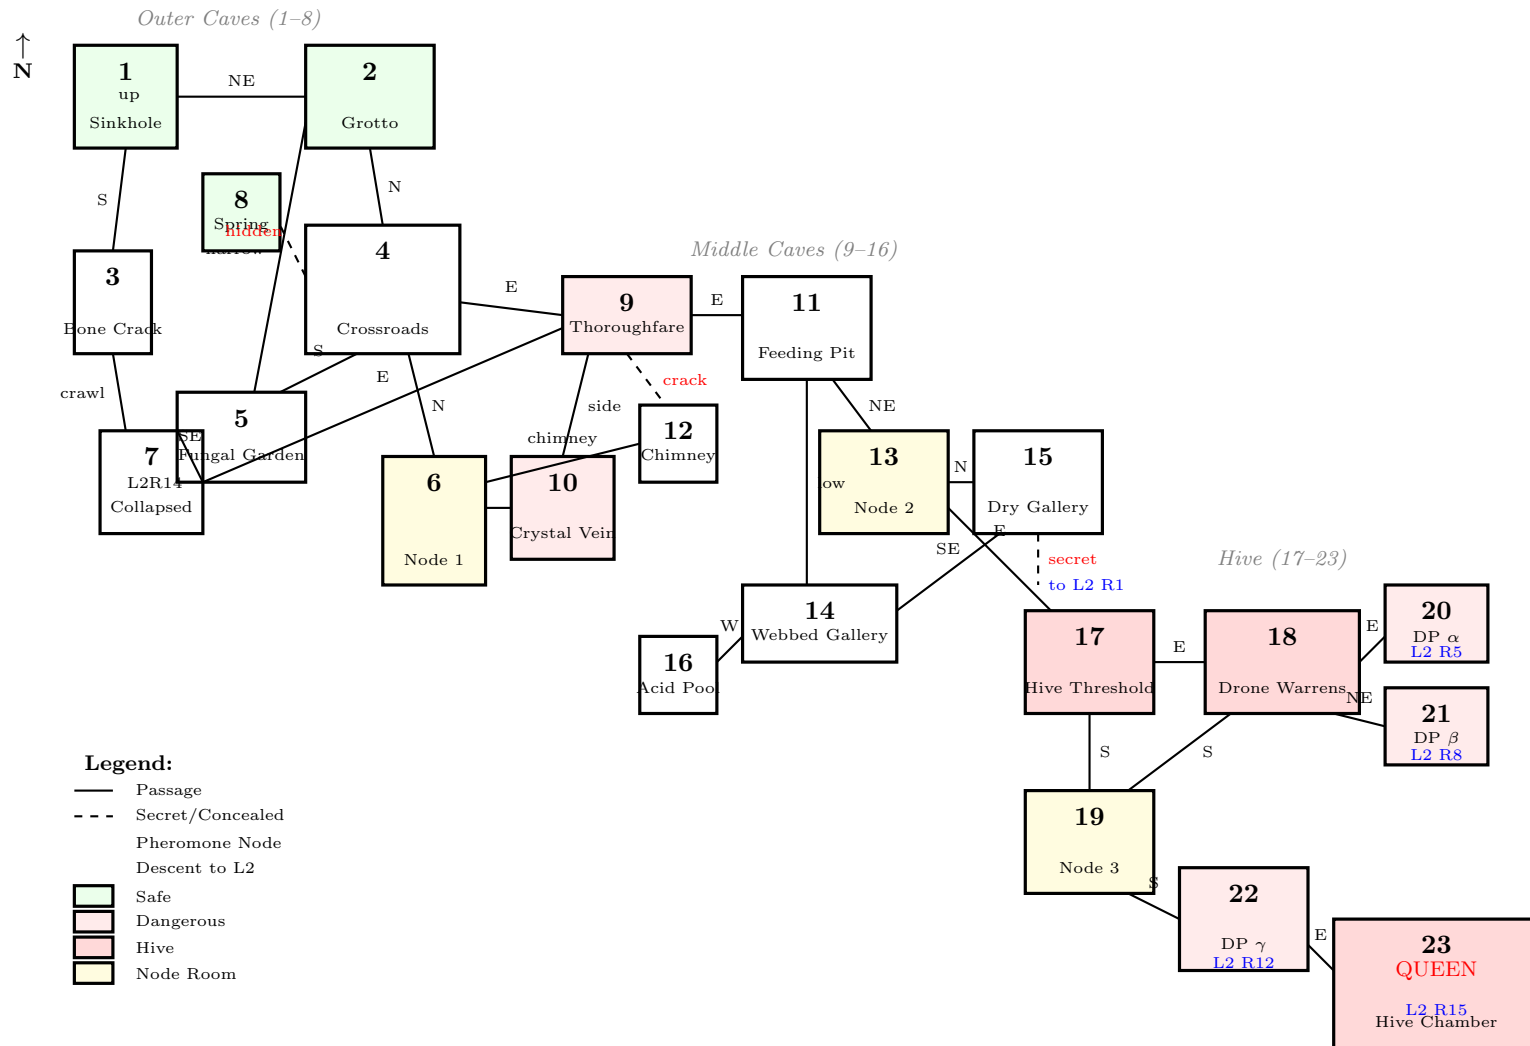 Outer Caves (1–8)
↑
N
1
up
Sinkhole
NE
2
Grotto
S
8
Spring
hidden
narrow
N
3
Bone Crack
4
Crossroads
E
Middle Caves (9–16)
9
Thoroughfare
E
11
Feeding Pit
S
E
crawl
5
SE
Fungal Garden
7
L2R14
Collapsed
N
side
crack
chimney
12
Chimney
NE
6
Node 1
10
Crystal Vein
13
low
Node 2
N
15
Dry Gallery
E
SE
secret
to L2 R1
Hive (17–23)
14
Webbed Gallery
W
16
Acid Pool
17
Hive Threshold
E
18
Drone Warrens
E
20
DP α
L2 R5
NE
21
DP β
L2 R8
S
S
19
Node 3
S
22
DP γ
L2 R12
E
23
QUEEN
L2 R15
Hive Chamber
Legend:
Passage
Secret/Concealed
Pheromone Node
Descent to L2
Safe
Dangerous
Hive
Node Room